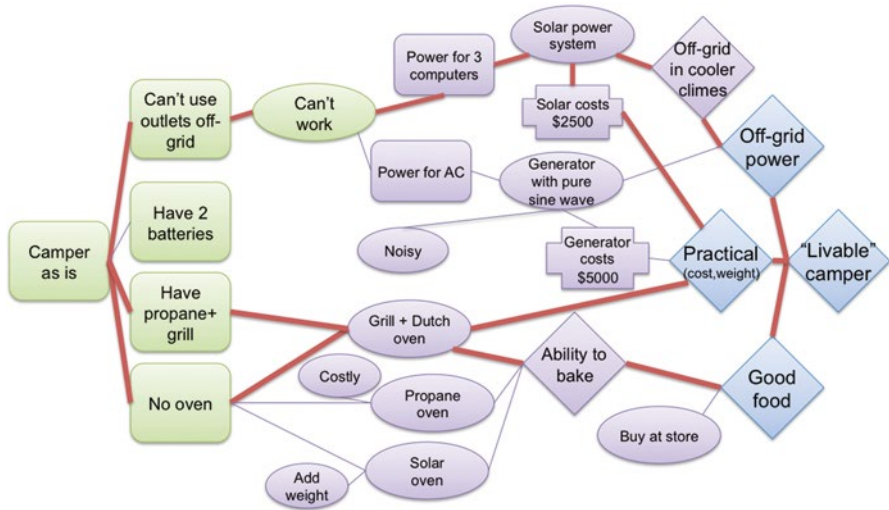 Solar power
system
Off-grid
in cooler
climes
Power for 3
computers
Can't use
outlets off-
grid
Can't
work
Solar costs
$2500
Off-grid
power
Power for AC
Generator
with pure
sine wave
Have 2
batteries
Camper
as is
Noisy
Generator
costs
$5000
Practical
(cost,weight)
“Livable”
camper
Have
propane+
grill
Grill + Dutch
oven
Ability to
bake
Costly
No oven
Propane
oven
Good
food
Buy at store
Add
weight
Solar
oven